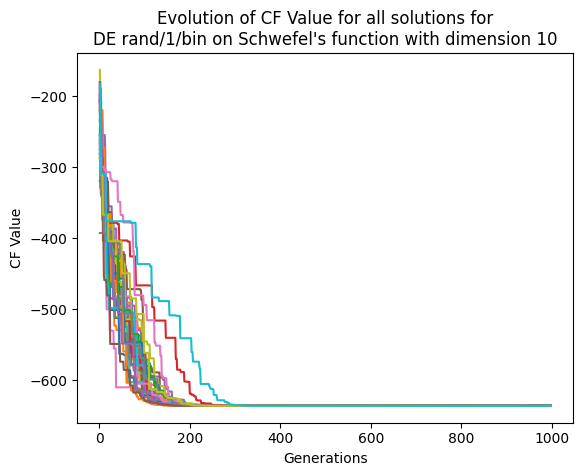 Evolution of CF Value for all solutions for
DE rand/1/bin on Schwefel's function with dimension 10
−200
−300
−400
−500
−600
CF Value
0 200 400 600 800 1000
Generations